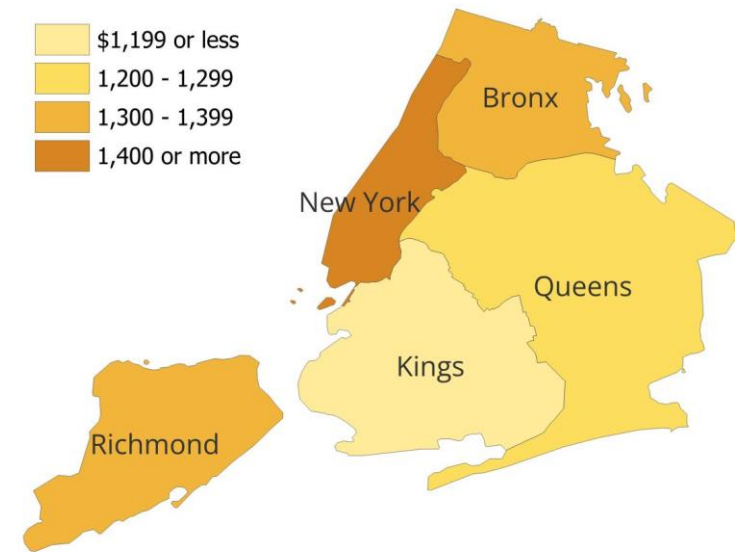 $1,199 or less
1,200 - 1,299
1,300 - 1,399
1,400 or more
Bronx
New York
Queens
Kings
Richmond